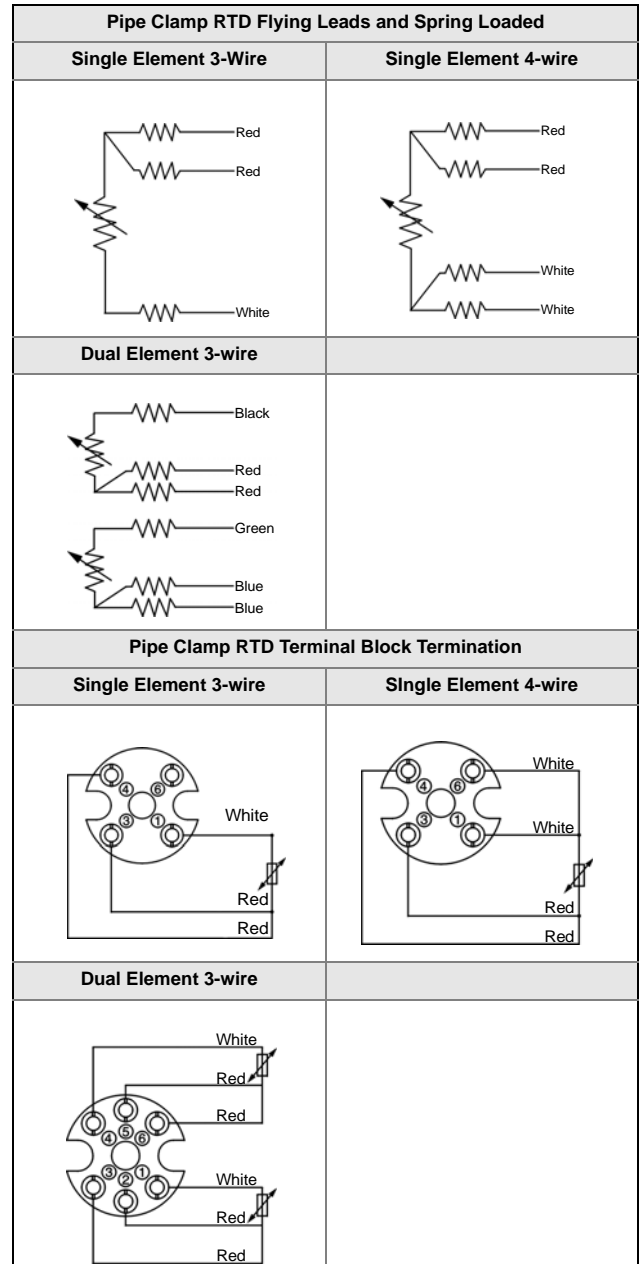 Pipe Clamp RTD Flying Leads and Spring Loaded
Single Element 3-Wire
Single Element 4-wire
Red
Red
White
Red
Red
White
White
Dual Element 3-wire
Black
Red
Red
Green
Blue
Blue
Pipe Clamp RTD Terminal Block Termination
Single Element 3-wire
SIngle Element 4-wire
4 6
3 1
White
Red
Red
4 6
3 1
White
White
Red
Red
Dual Element 3-wire
White
Red
Red
4 5 6
3 2 1
White
Red
Red